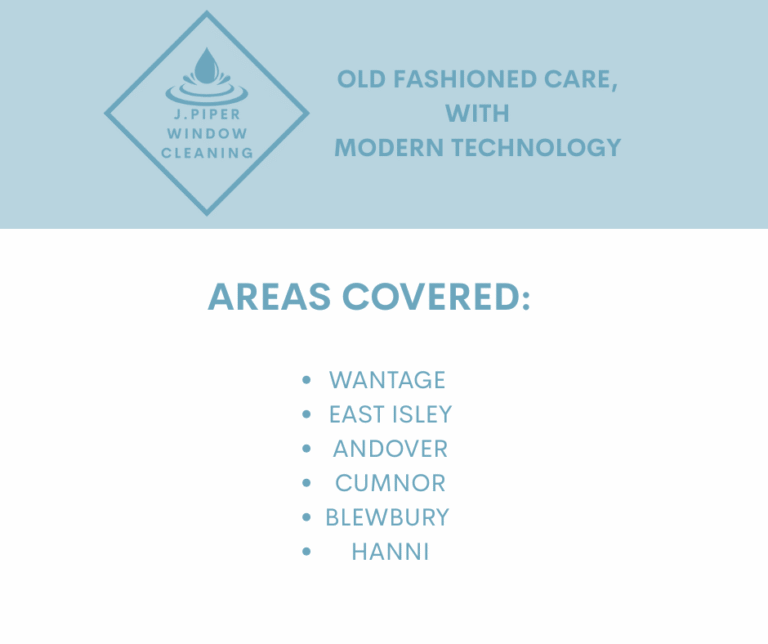 J.PIPER
WINDOW
CLEANING
OLD FASHIONED CARE,
WITH
MODERN TECHNOLOGY
AREAS COVERED:
• WANTAGE
• EAST ISLEY
• ANDOVER
• CUMNOR
• BLEWBURY
• HANNI